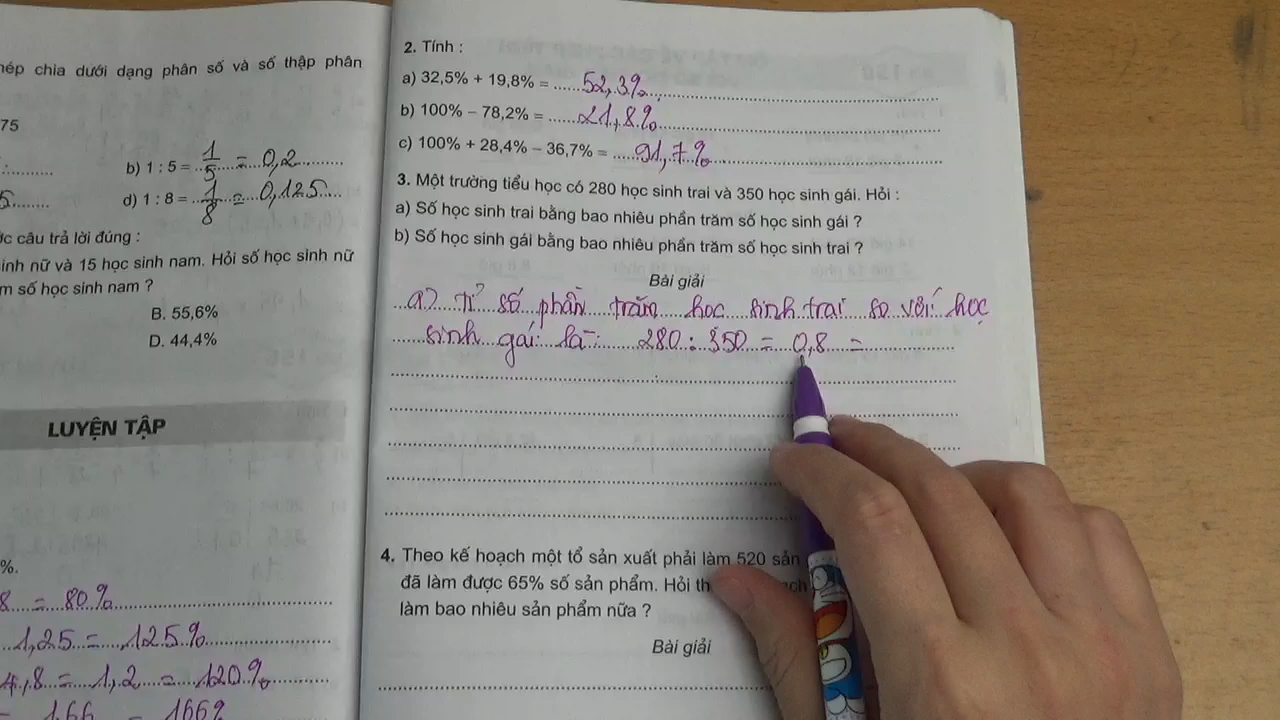 hép chia dưới dạng phân số và số thập phân
75
b) 1 : 5 = 1/5 = 0,2
5
d) 1 : 8 = 1/8 = 0,125
câu trả lời đúng :
sinh nữ và 15 học sinh nam. Hỏi số học sinh nữ
m số học sinh nam ?
B. 55,6%
D. 44,4%
LUYỆN TẬP
%.
8 = 80%
1,25 = 125%
4,8 = 1,2 = 120%
= 1,66 = 166%
2. Tính :
a) 32,5% + 19,8% = 52,3%
b) 100% – 78,2% = 21,8%
c) 100% + 28,4% – 36,7% = 91,7%
3. Một trường tiểu học có 280 học sinh trai và 350 học sinh gái. Hỏi :
a) Số học sinh trai bằng bao nhiêu phần trăm số học sinh gái ?
b) Số học sinh gái bằng bao nhiêu phần trăm số học sinh trai ?
Bài giải
a) Tỉ số phần trăm học sinh trai so với học
sinh gái là: 280 : 350 = 0,8 =
4. Theo kế hoạch một tổ sản xuất phải làm 520 sản
đã làm được 65% số sản phẩm. Hỏi
làm bao nhiêu sản phẩm nữa ?
Bài giải